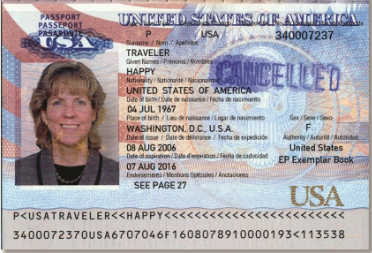 PASSPORT
PASSEPORT
PASAPORTE
USA
UNITED STATES OF AMERICA
P USA 340007237
Surname / Nom / Apellidos
TRAVELER
Given Names / Prénoms / Nombres
HAPPY
Nationality / Nationalité / Nacionalidad
CANCELLED
UNITED STATES OF AMERICA
Date of birth / Date de naissance / Fecha de nacimiento
04 JUL 1967
Place of birth / Lieu de naissance / Lugar de nacimiento Sex / Sexe / Sexo
WASHINGTON, D.C., U.S.A. F
Date of issue / Date de délivrance / Fecha de expedición Authority / Autorité / Autoridad
08 AUG 2006 United States
Date of expiration / Date d'expiration / Fecha de caducidad EP Exemplar Book
07 AUG 2016
Endorsements / Mentions Spéciales / Anotaciones
SEE PAGE 27
USA
P<USATRAVELER<<HAPPY<<<<<<<<<<<<<<<<<<<<<<<<
3400072370USA6707046F1608078910000193<113538